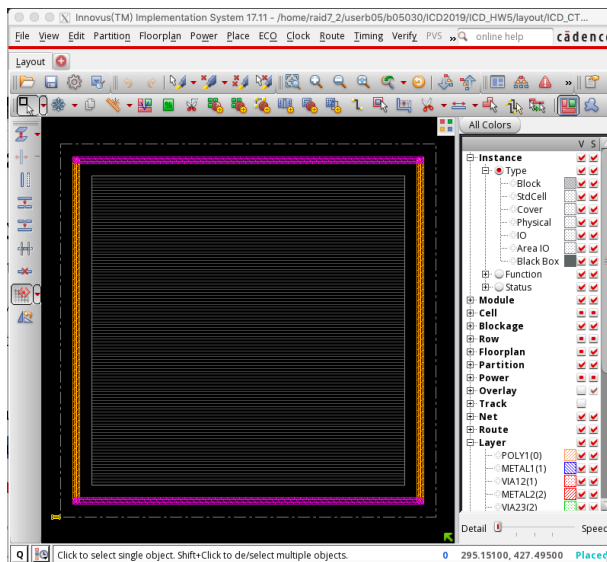 Innovus(TM) Implementation System 17.11 - /home/raid7_2/userb05/b05030/ICD2019/ICD_HW5/layout/ICD_CT...
File View Edit Partition Floorplan Power Place ECO Clock Route Timing Verify PVS » online help cādence
Layout
»
All Colors
V S
Instance
Type
Block
StdCell
Cover
Physical
IO
Area IO
Black Box
Function
Status
Module
Cell
Blockage
Row
Floorplan
Partition
Power
Overlay
Track
Net
Route
Layer
POLY1(0)
METAL1(1)
VIA12(1)
METAL2(2)
VIA23(2)
Detail Speed
Q Click to select single object. Shift+Click to de/select multiple objects. 0 295.15100, 427.49500 Placed